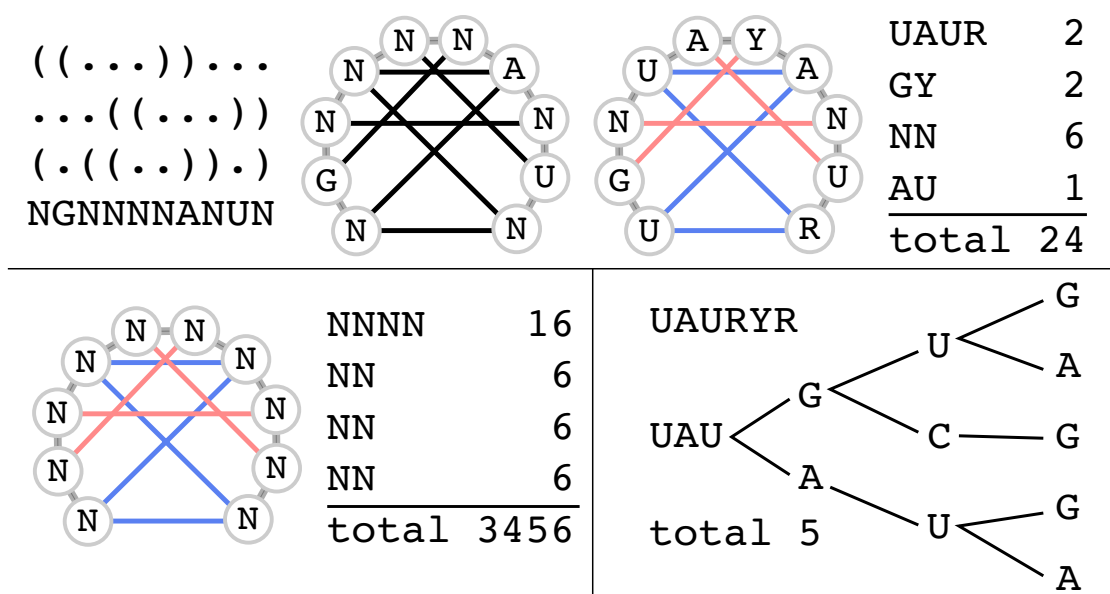 ((...))...
...((...))
(.((..)).)
NGNNNNANUN
N N
N A
N N
G U
N N
A Y
U A
N N
G U
U R
UAUR 2
GY 2
NN 6
AU 1
total 24
N N
N N
N N
N N
N N
NNNN 16
NN 6
NN 6
NN 6
total 3456
UAURYR
G
U
A
G
UAU
C
G
A
G
U
A
total 5